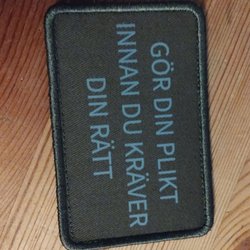 GÖR DIN PLIKT
INNAN DU KRÄVER
DIN RÄTT